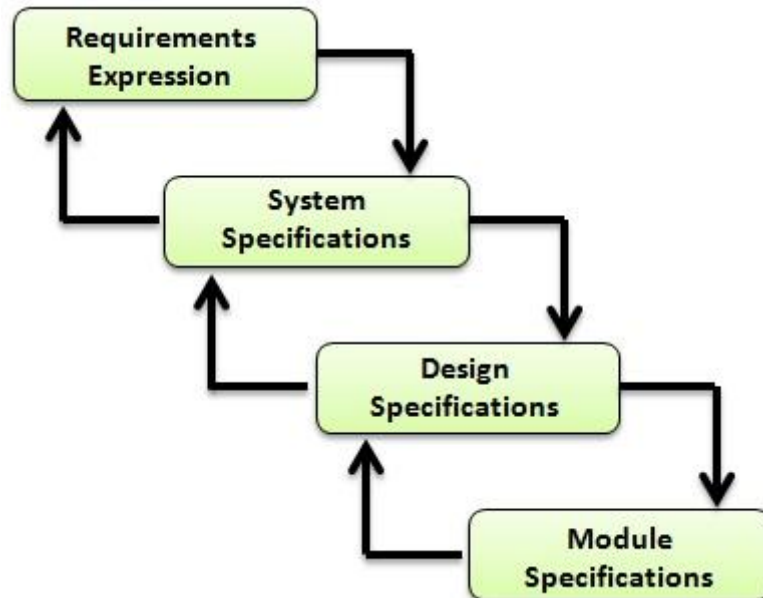 Requirements
Expression
System
Specifications
Design
Specifications
Module
Specifications